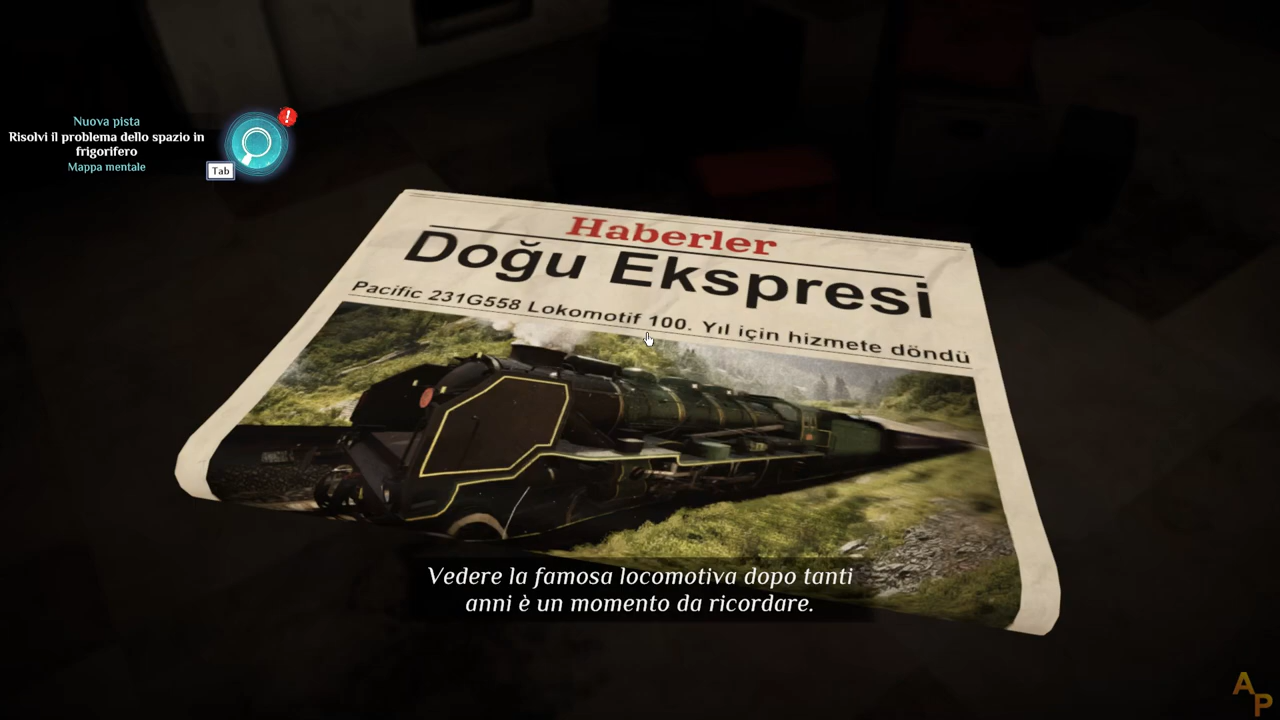 Nuova pista
Risolvi il problema dello spazio in
frigorifero
Mappa mentale
!
Tab
Haberler
Doğu Ekspresi
Pacific 231G558 Lokomotif 100. Yıl için hizmete döndü
Vedere la famosa locomotiva dopo tanti
anni è un momento da ricordare.
AP